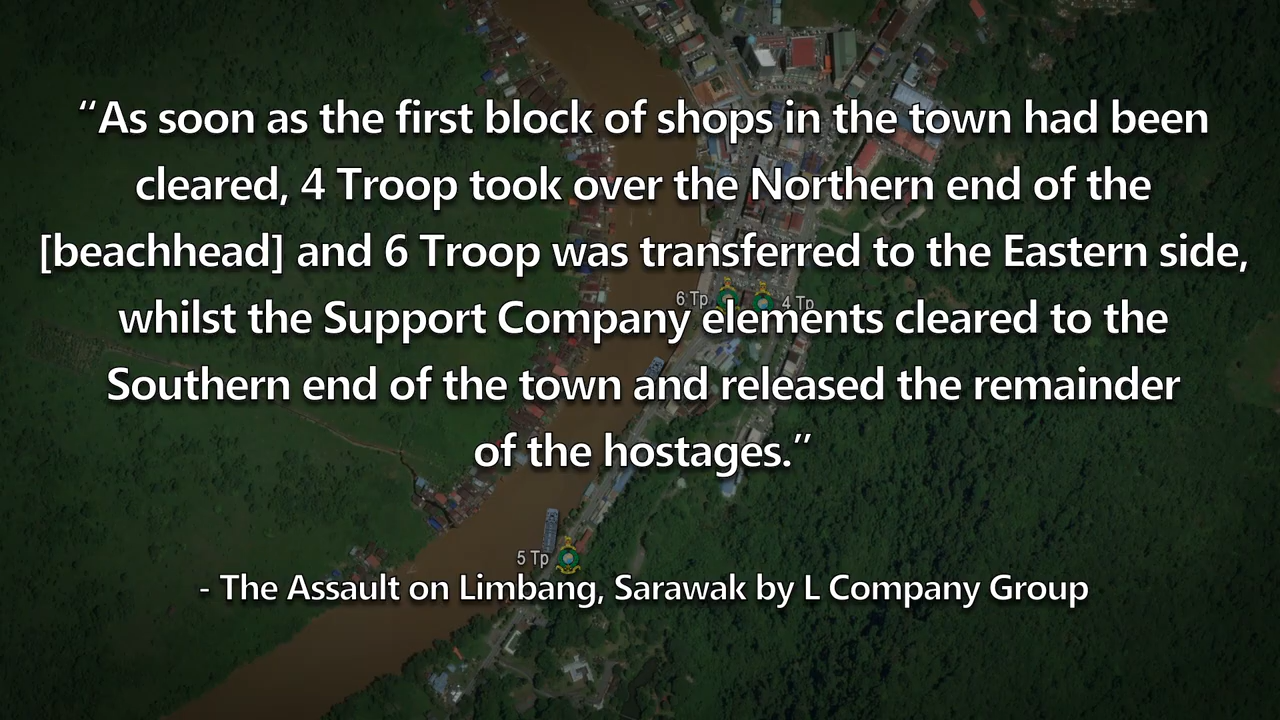 “As soon as the first block of shops in the town had been
cleared, 4 Troop took over the Northern end of the
[beachhead] and 6 Troop was transferred to the Eastern side,
6 Tp
4 Tp
whilst the Support Company elements cleared to the
Southern end of the town and released the remainder
of the hostages.”
5 Tp
- The Assault on Limbang, Sarawak by L Company Group